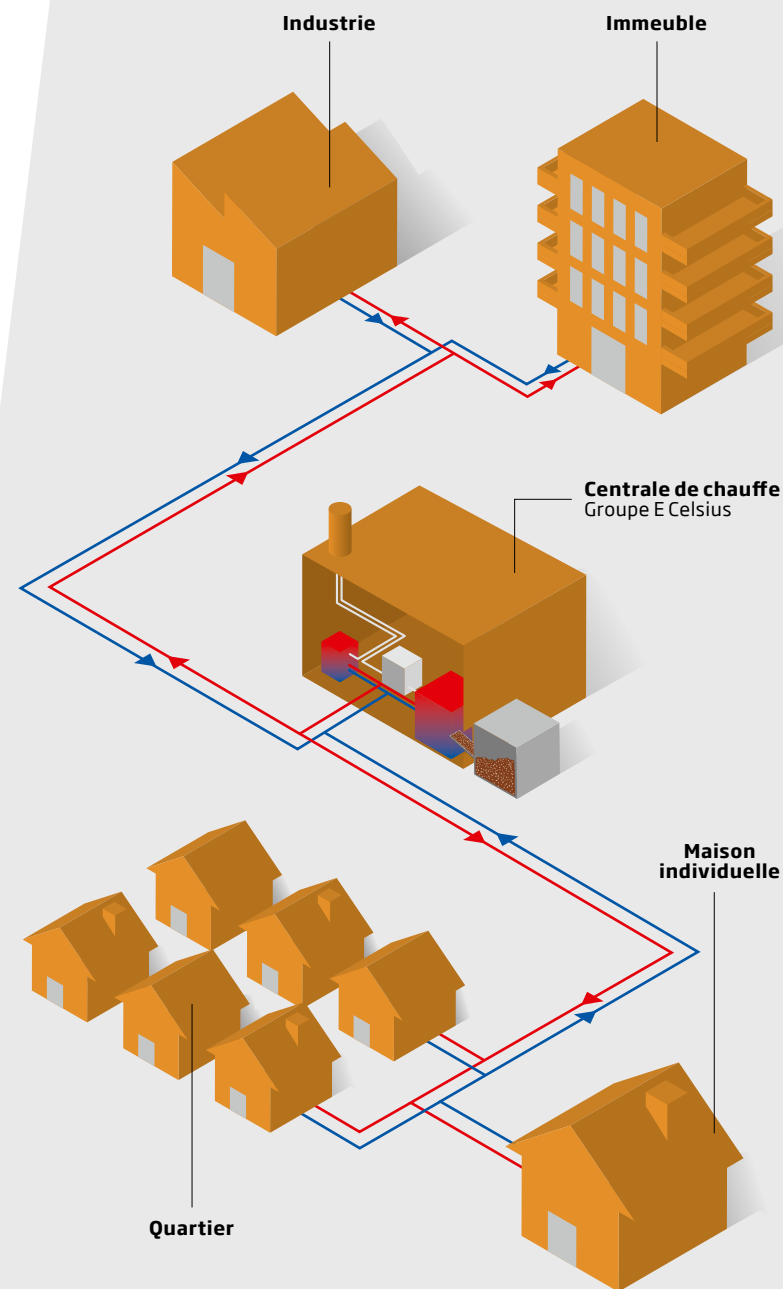 Industrie
Immeuble
Centrale de chauffe
Groupe E Celsius
Maison
individuelle
Quartier